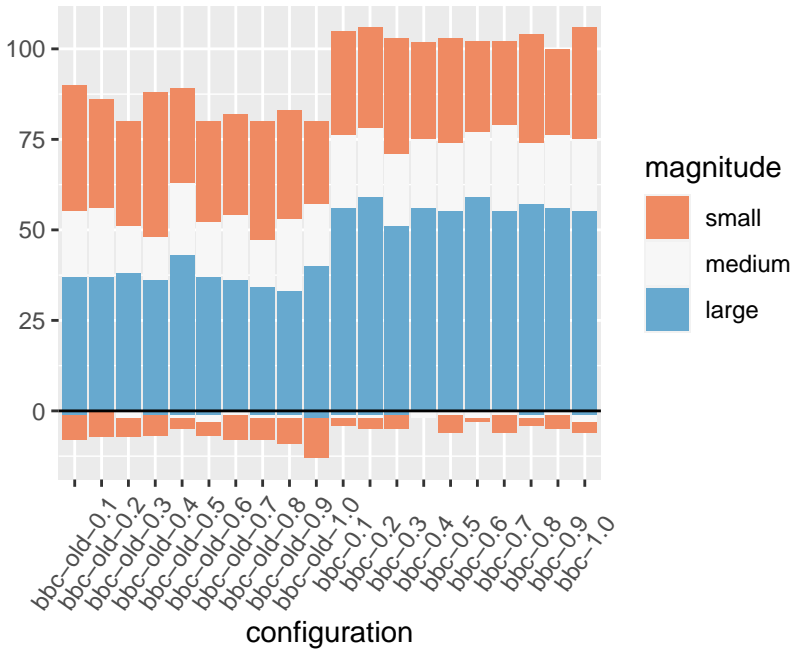 100
75
50
25
0
bbc−old−0.1
bbc−old−0.2
bbc−old−0.3
bbc−old−0.4
bbc−old−0.5
bbc−old−0.6
bbc−old−0.7
bbc−old−0.8
bbc−old−0.9
bbc−old−1.0
bbc−0.1
bbc−0.2
bbc−0.3
bbc−0.4
bbc−0.5
bbc−0.6
bbc−0.7
bbc−0.8
bbc−0.9
bbc−1.0
configuration
magnitude
small
medium
large